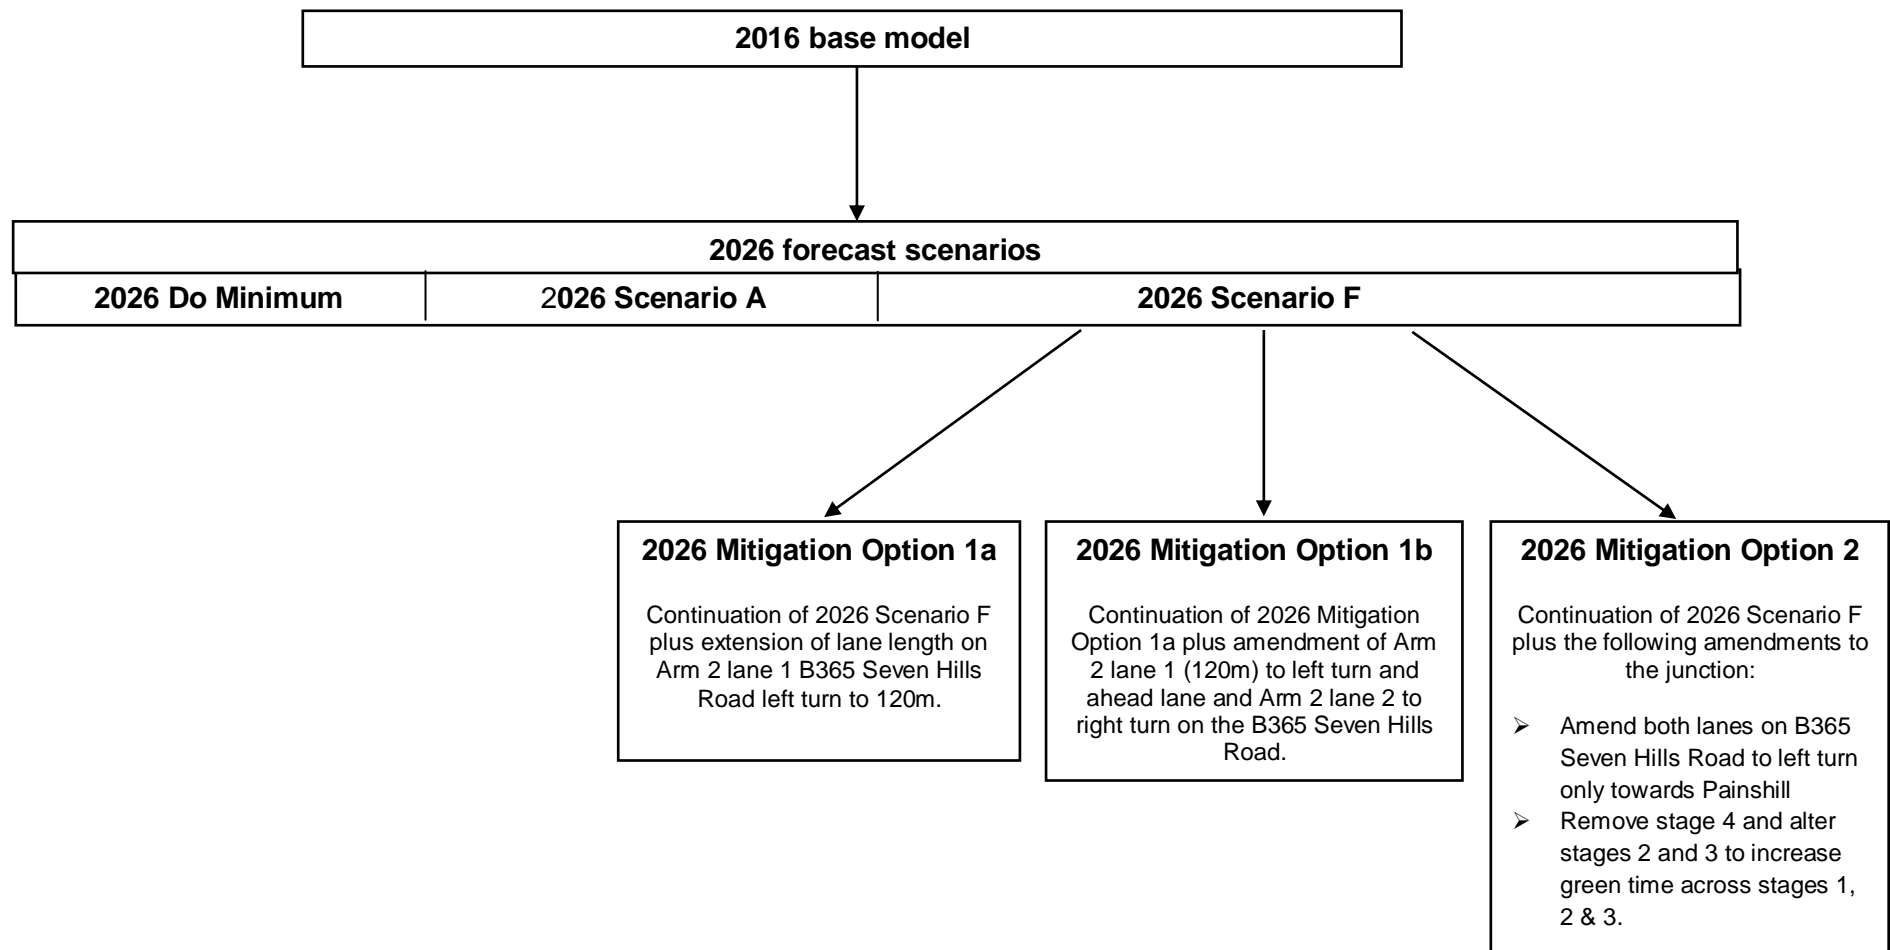 2016 base model
2026 forecast scenarios
2026 Do Minimum
2026 Scenario A
2026 Scenario F
2026 Mitigation Option 1a
Continuation of 2026 Scenario F
plus extension of lane length on
Arm 2 lane 1 B365 Seven Hills
Road left turn to 120m.
2026 Mitigation Option 1b
Continuation of 2026 Mitigation
Option 1a plus amendment of Arm
2 lane 1 (120m) to left turn and
ahead lane and Arm 2 lane 2 to
right turn on the B365 Seven Hills
Road.
2026 Mitigation Option 2
Continuation of 2026 Scenario F
plus the following amendments to
the junction:
➢ Amend both lanes on B365
Seven Hills Road to left turn
only towards Painshill
➢ Remove stage 4 and alter
stages 2 and 3 to increase
green time across stages 1,
2 & 3.